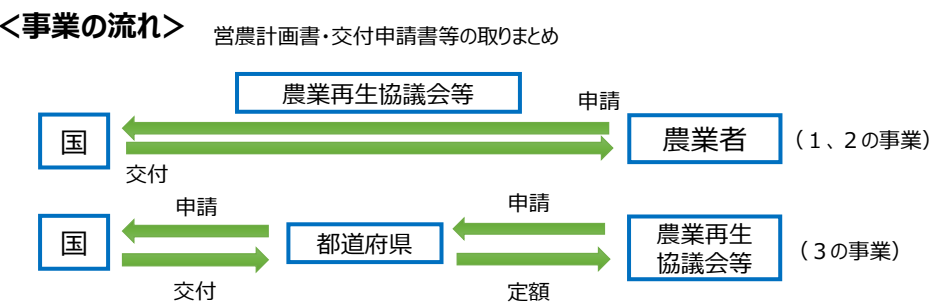 <事業の流れ>
営農計画書・交付申請書等の取りまとめ
農業再生協議会等
申請
国
農業者
（１、２の事業）
交付
申請
申請
国
都道府県
農業再生
協議会等
（３の事業）
交付
定額